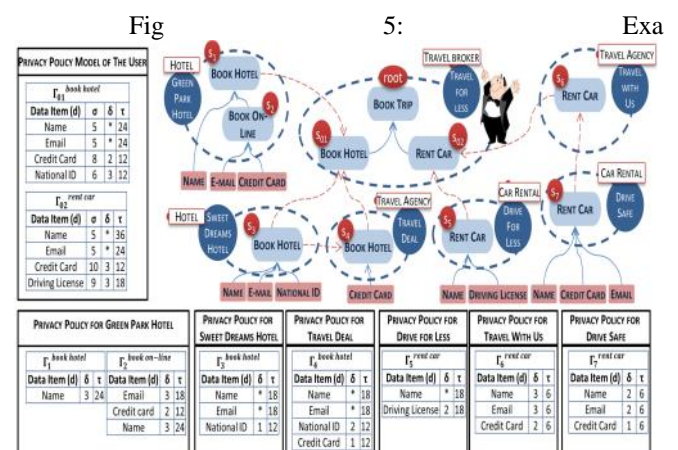 Fig 5: Exa
PRIVACY POLICY MODEL OF THE USER
Γ01 book hotel
Data Item (d) σ δ τ
Name 5 * 24
Email 5 * 24
Credit Card 8 2 12
National ID 6 3 12
Γ02 rent car
Data Item (d) σ δ τ
Name 5 * 36
Email 5 * 24
Credit Card 10 3 12
Driving License 9 3 18
HOTEL
GREEN
PARK
HOTEL
S1
BOOK HOTEL
S2
BOOK ON-
LINE
NAME E-MAIL CREDIT CARD
root
BOOK TRIP
TRAVEL BROKER
TRAVEL
FOR
LESS
S01
BOOK HOTEL
RENT CAR
S02
TRAVEL AGENCY
TRAVEL
WITH
US
S6
RENT CAR
HOTEL
SWEET
DREAMS
HOTEL
S3
BOOK HOTEL
NAME E-MAIL NATIONAL ID
TRAVEL AGENCY
TRAVEL
DEAL
S4
BOOK HOTEL
CREDIT CARD
CAR RENTAL
DRIVE
FOR
LESS
S5
RENT CAR
NAME DRIVING LICENSE
CAR RENTAL
DRIVE
SAFE
S7
RENT CAR
NAME CREDIT CARD EMAIL
PRIVACY POLICY FOR GREEN PARK HOTEL
Γ1 book hotel
Data Item (d) δ τ
Name 3 24
Γ2 book on-line
Data Item (d) δ τ
Email 3 18
Credit card 2 12
Name 3 24
PRIVACY POLICY FOR
SWEET DREAMS HOTEL
Γ3 book hotel
Data Item (d) δ τ
Name * 18
Email * 18
National ID 1 12
PRIVACY POLICY FOR
TRAVEL DEAL
Γ4 book hotel
Data Item (d) δ τ
Name * 18
Email * 18
National ID 2 12
Credit Card 1 12
PRIVACY POLICY FOR
DRIVE FOR LESS
Γ5 rent car
Data Item (d) δ τ
Name * 18
Driving License 2 18
PRIVACY POLICY FOR
TRAVEL WITH US
Γ6 rent car
Data Item (d) δ τ
Name 3 6
Email 3 6
Credit Card 2 6
PRIVACY POLICY FOR
DRIVE SAFE
Γ7 rent car
Data Item (d) δ τ
Name 2 6
Email 2 6
Credit Card 1 6